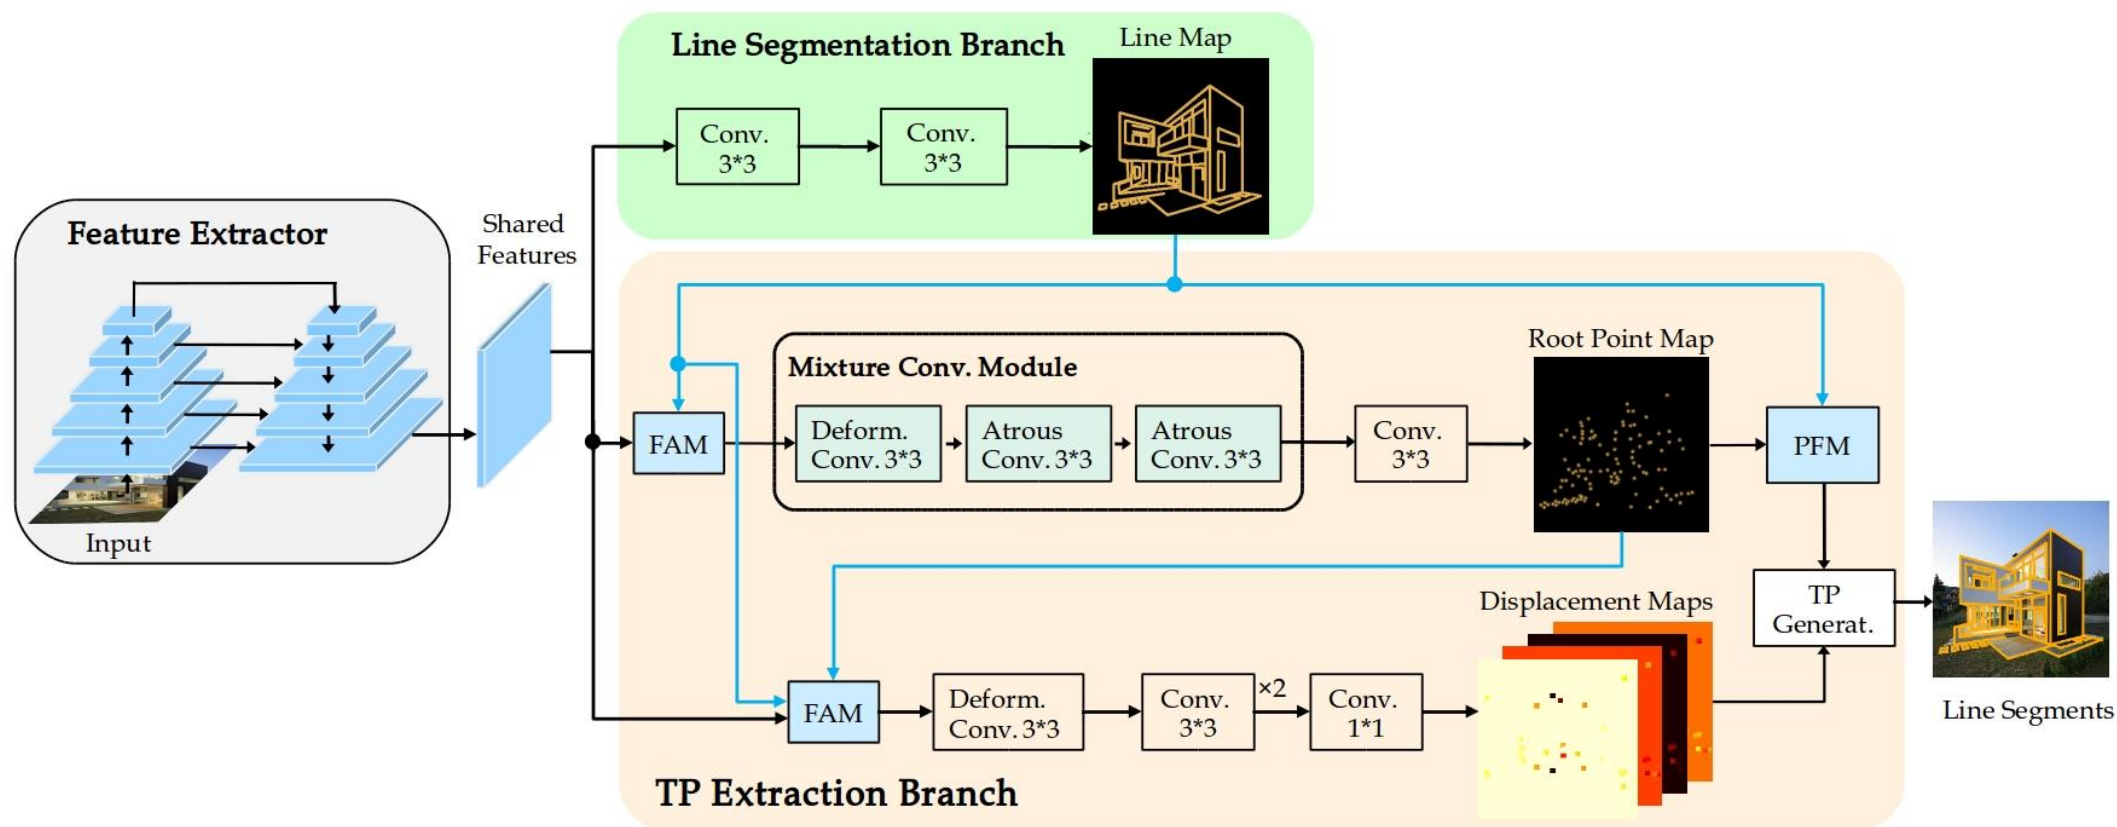 Line Segmentation Branch
Line Map
Conv.
3*3
Conv.
3*3
Feature Extractor
Shared
Features
Input
Root Point Map
Mixture Conv. Module
FAM
Deform.
Conv. 3*3
Atrous
Conv. 3*3
Atrous
Conv. 3*3
Conv.
3*3
PFM
TP
Generat.
Displacement Maps
Line Segments
FAM
Deform.
Conv. 3*3
Conv.
3*3
×2
Conv.
1*1
TP Extraction Branch